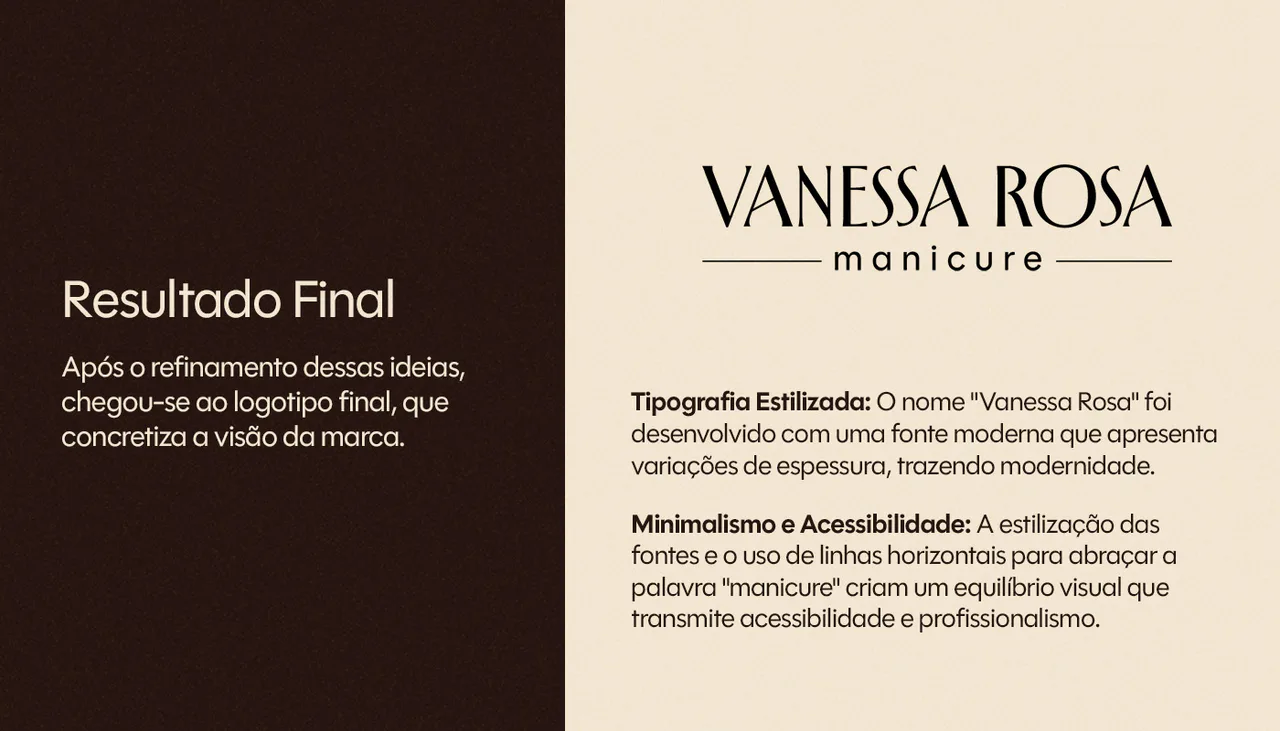 Resultado Final
Após o refinamento dessas ideias,
chegou-se ao logotipo final, que
concretiza a visão da marca.
VANESSA ROSA
manicure
Tipografia Estilizada: O nome "Vanessa Rosa" foi
desenvolvido com uma fonte moderna que apresenta
variações de espessura, trazendo modernidade.
Minimalismo e Acessibilidade: A estilização das
fontes e o uso de linhas horizontais para abraçar a
palavra "manicure" criam um equilíbrio visual que
transmite acessibilidade e profissionalismo.